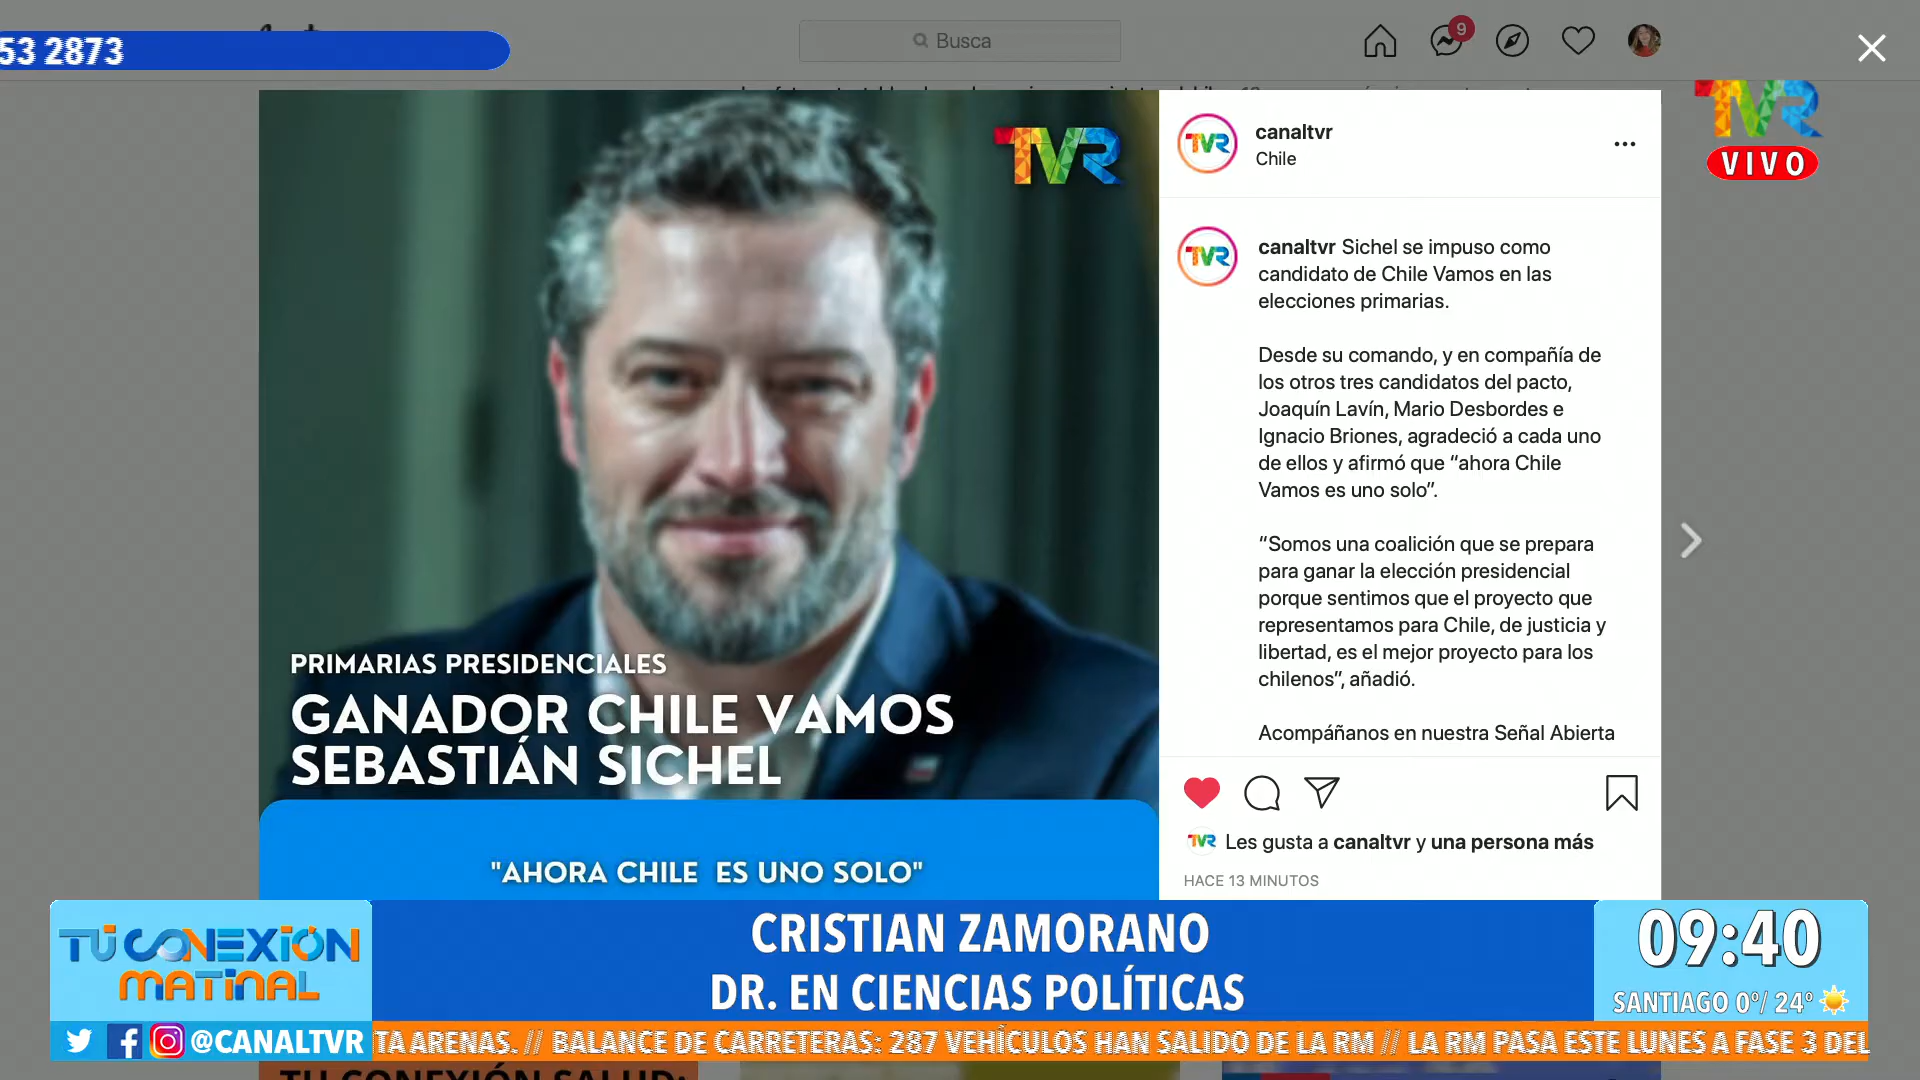 53 2873
Busca
9
TVR
VIVO
TVR
PRIMARIAS PRESIDENCIALES
GANADOR CHILE VAMOS
SEBASTIÁN SICHEL
"AHORA CHILE  ES UNO SOLO"
TVR
canaltvr
Chile
TVR
canaltvr Sichel se impuso como
candidato de Chile Vamos en las
elecciones primarias.
Desde su comando, y en compañía de
los otros tres candidatos del pacto,
Joaquín Lavín, Mario Desbordes e
Ignacio Briones, agradeció a cada uno
de ellos y afirmó que “ahora Chile
Vamos es uno solo”.
“Somos una coalición que se prepara
para ganar la elección presidencial
porque sentimos que el proyecto que
representamos para Chile, de justicia y
libertad, es el mejor proyecto para los
chilenos”, añadió.
Acompáñanos en nuestra Señal Abierta
TVR Les gusta a canaltvr y una persona más
HACE 13 MINUTOS
TÚ CONEXIÓN
MATINAL
CRISTIAN ZAMORANO
DR. EN CIENCIAS POLÍTICAS
09:40
SANTIAGO 0°/ 24°
@CANALTVR
TA ARENAS. // BALANCE DE CARRETERAS: 287 VEHÍCULOS HAN SALIDO DE LA RM // LA RM PASA ESTE LUNES A FASE 3 DEL
TU CONEXIÓN SALUD: